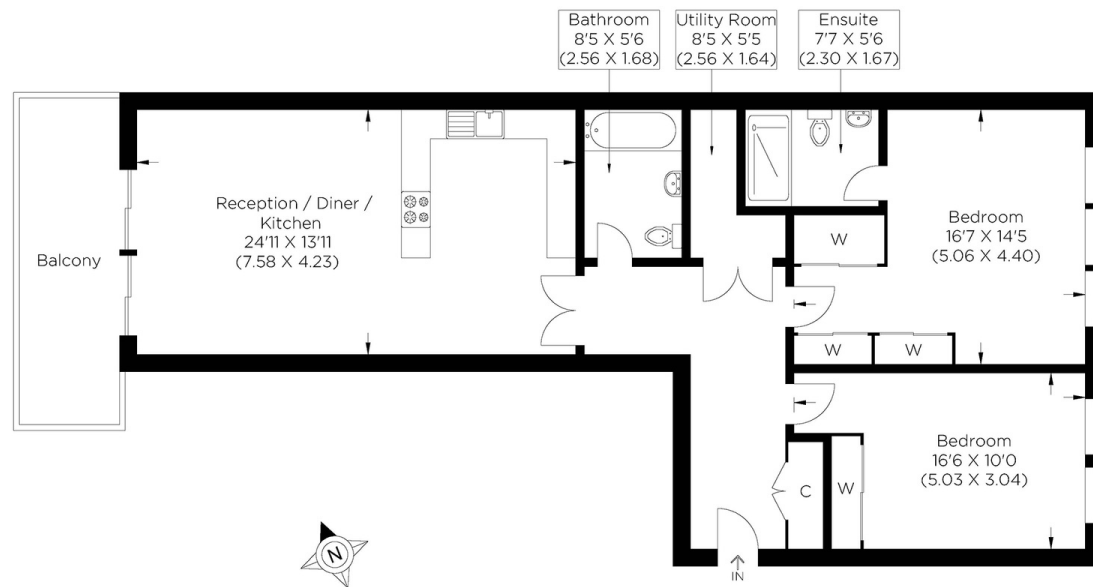 Bathroom
8'5 X 5'6
(2.56 X 1.68)
Utility Room
8'5 X 5'5
(2.56 X 1.64)
Ensuite
7'7 X 5'6
(2.30 X 1.67)
Reception / Diner /
Kitchen
24'11 X 13'11
(7.58 X 4.23)
Balcony
Bedroom
16'7 X 14'5
(5.06 X 4.40)
W
W
W
Bedroom
16'6 X 10'0
(5.03 X 3.04)
C
W
N
IN